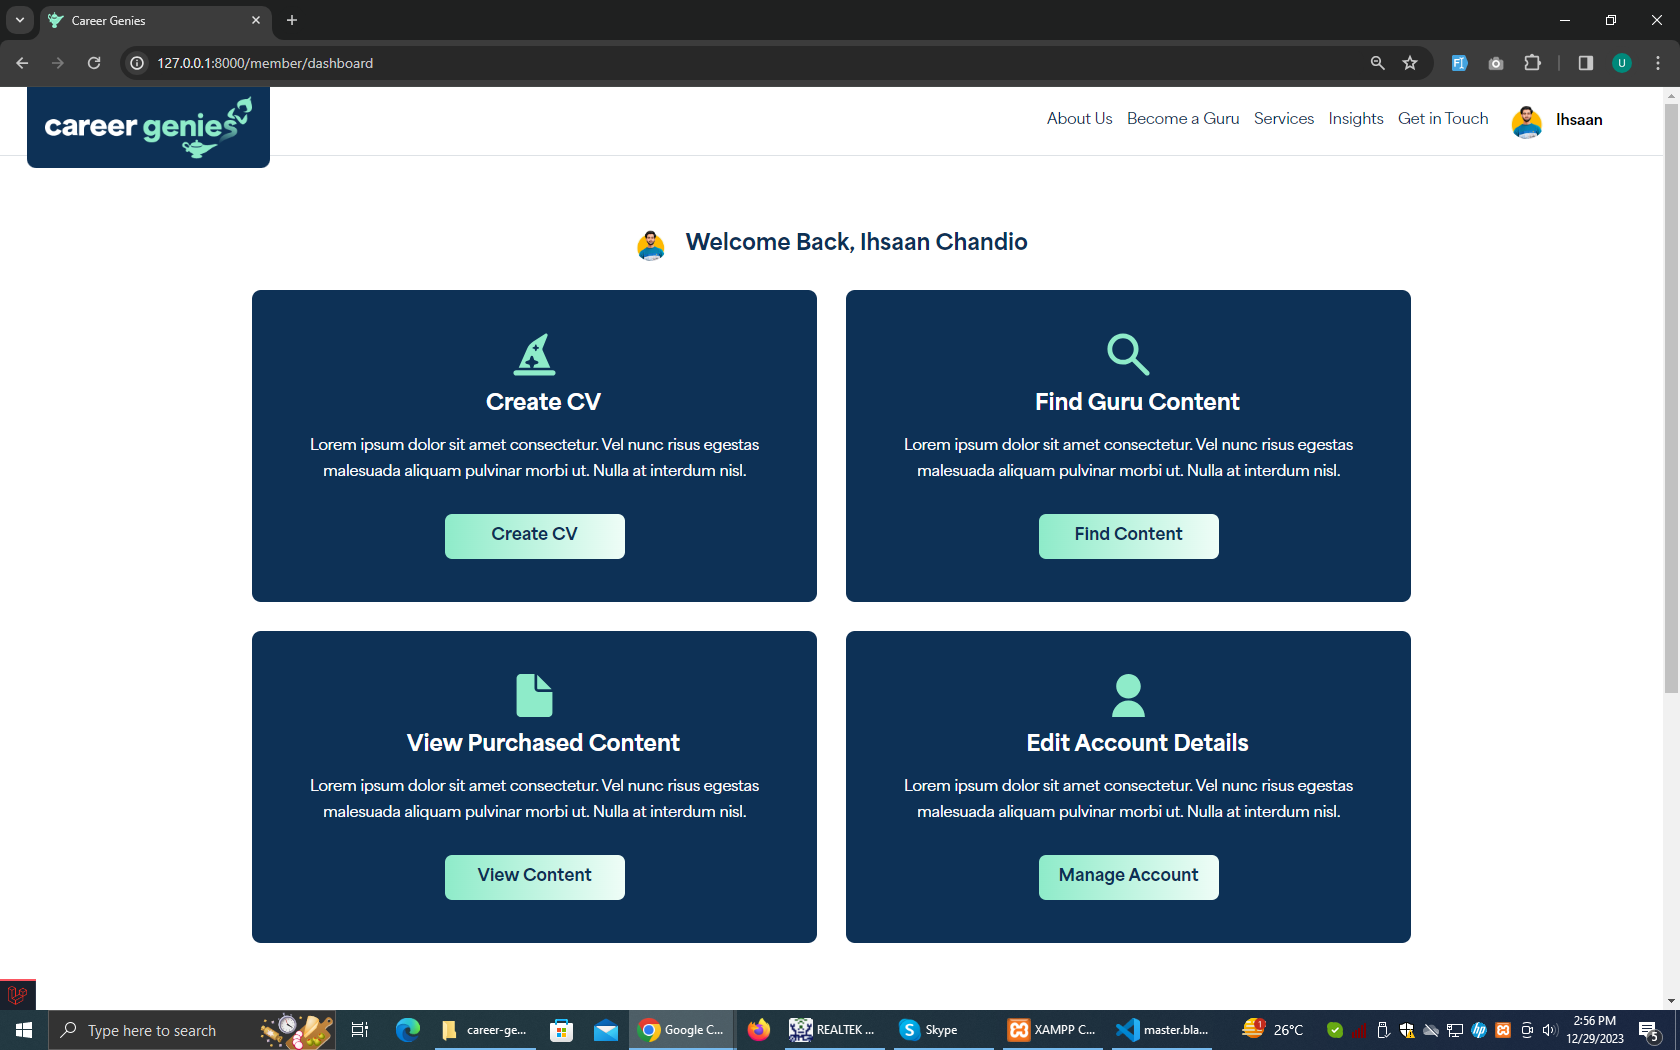 Career Genies
127.0.0.1:8000/member/dashboard
U
career genies
About Us Become a Guru Services Insights Get in Touch Ihsaan
Welcome Back, Ihsaan Chandio
Create CV
Lorem ipsum dolor sit amet consectetur. Vel nunc risus egestas
malesuada aliquam pulvinar morbi ut. Nulla at interdum nisl.
Create CV
Find Guru Content
Lorem ipsum dolor sit amet consectetur. Vel nunc risus egestas
malesuada aliquam pulvinar morbi ut. Nulla at interdum nisl.
Find Content
View Purchased Content
Lorem ipsum dolor sit amet consectetur. Vel nunc risus egestas
malesuada aliquam pulvinar morbi ut. Nulla at interdum nisl.
View Content
Edit Account Details
Lorem ipsum dolor sit amet consectetur. Vel nunc risus egestas
malesuada aliquam pulvinar morbi ut. Nulla at interdum nisl.
Manage Account
Type here to search
career-ge...
Google C...
REALTEK ...
Skype
XAMPP C...
master.bla...
1
26°C
2:56 PM
12/29/2023
5